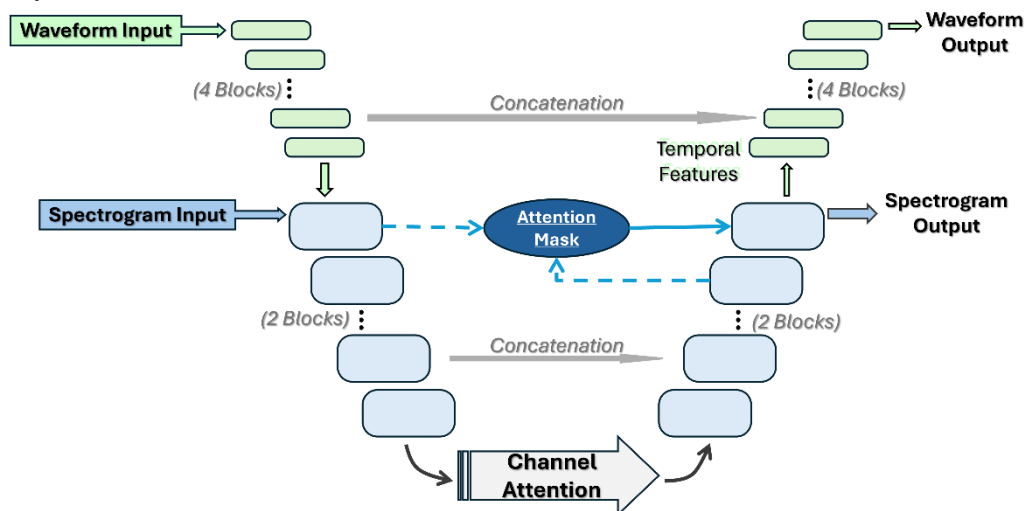 Waveform Input
Waveform
Output
(4 Blocks)
(4 Blocks)
Concatenation
Temporal
Features
Spectrogram Input
Attention
Mask
Spectrogram
Output
(2 Blocks)
(2 Blocks)
Concatenation
Channel
Attention